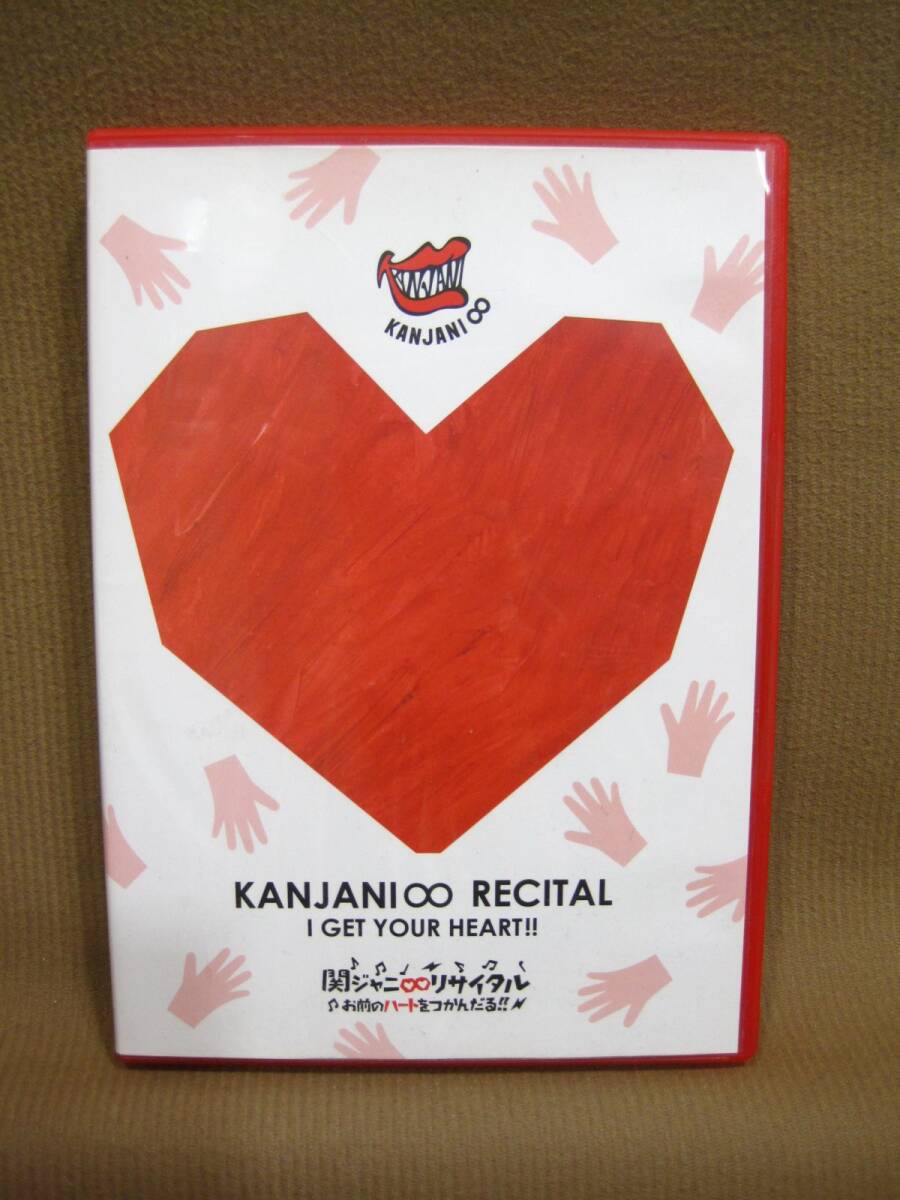 KANJANI
KANJANI∞
KANJANI∞ RECITAL
I GET YOUR HEART!!
関ジャニ∞リサイタル
お前のハートをつかんだる!!